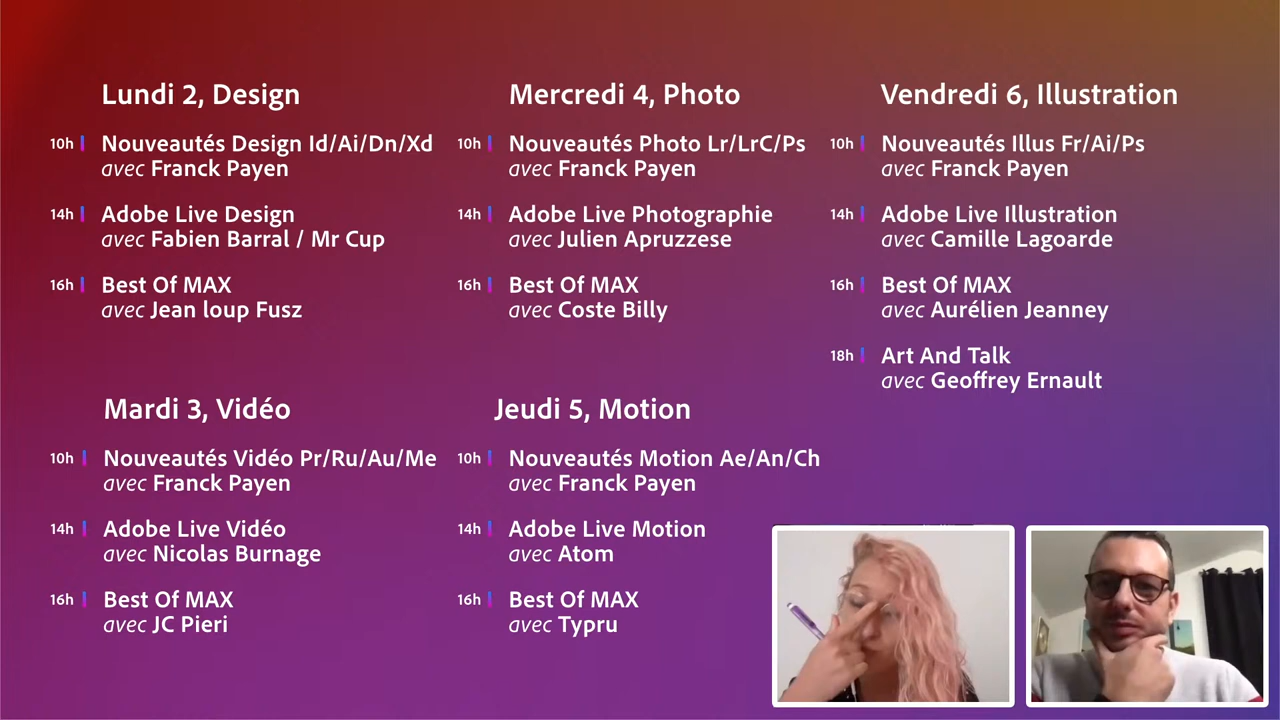 Lundi 2, Design
10h Nouveautés Design Id/Ai/Dn/Xd
avec Franck Payen
14h Adobe Live Design
avec Fabien Barral / Mr Cup
16h Best Of MAX
avec Jean loup Fusz
Mardi 3, Vidéo
10h Nouveautés Vidéo Pr/Ru/Au/Me
avec Franck Payen
14h Adobe Live Vidéo
avec Nicolas Burnage
16h Best Of MAX
avec JC Pieri
Mercredi 4, Photo
10h Nouveautés Photo Lr/LrC/Ps
avec Franck Payen
14h Adobe Live Photographie
avec Julien Apruzzese
16h Best Of MAX
avec Coste Billy
Jeudi 5, Motion
10h Nouveautés Motion Ae/An/Ch
avec Franck Payen
14h Adobe Live Motion
avec Atom
16h Best Of MAX
avec Typru
Vendredi 6, Illustration
10h Nouveautés Illus Fr/Ai/Ps
avec Franck Payen
14h Adobe Live Illustration
avec Camille Lagoarde
16h Best Of MAX
avec Aurélien Jeanney
18h Art And Talk
avec Geoffrey Ernault